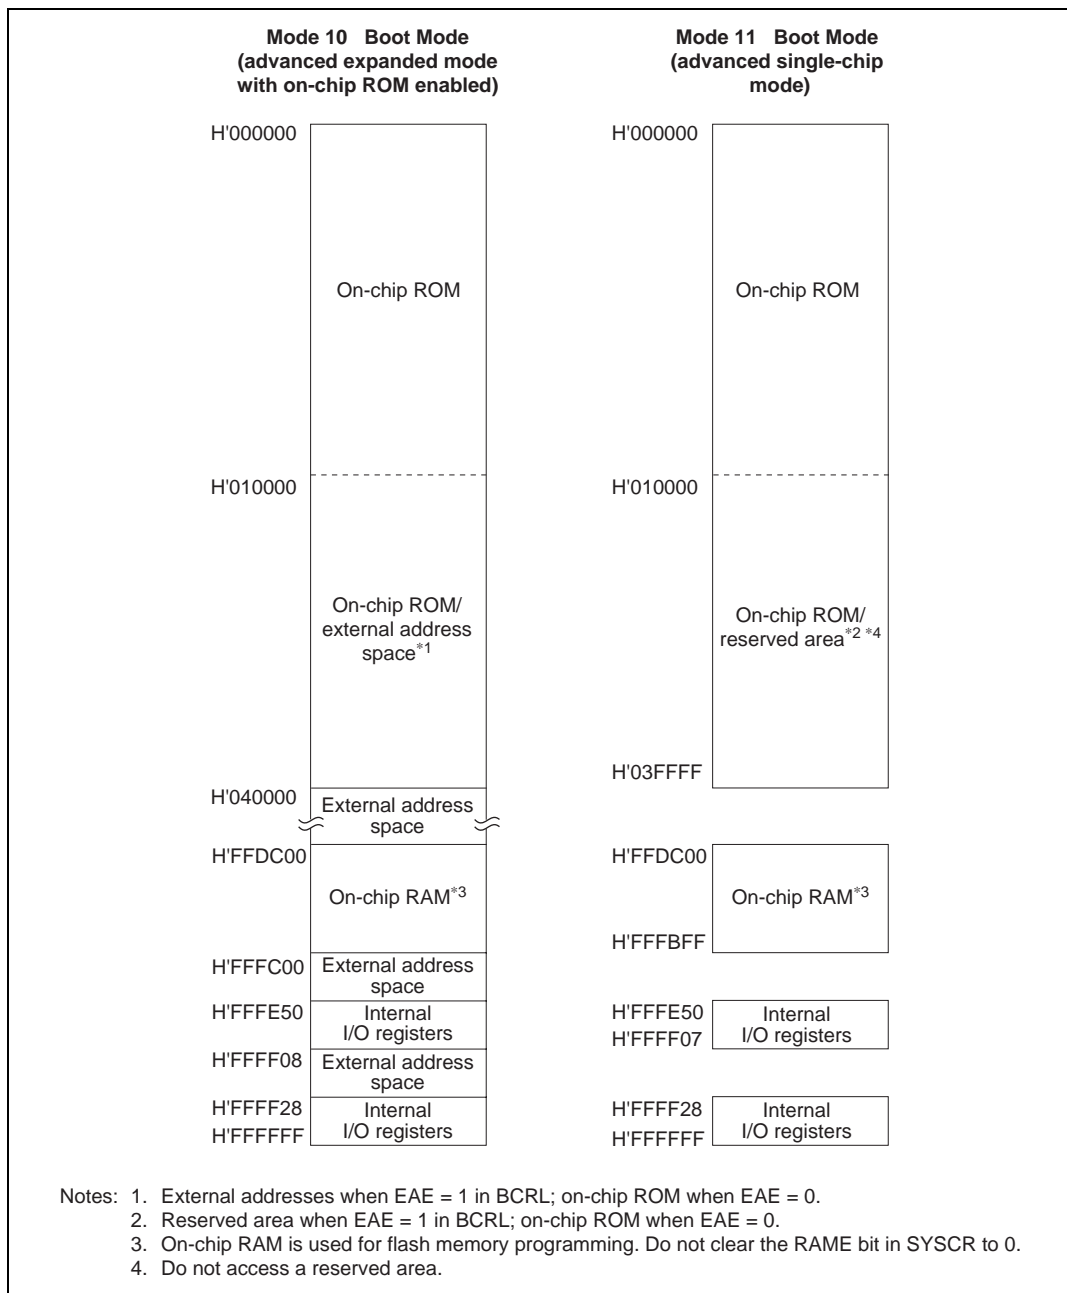 Mode 10 Boot Mode
(advanced expanded mode
with on-chip ROM enabled)
H'000000
On-chip ROM
H'010000
On-chip ROM/
external address
space*1
H'040000
External address
space
H'FFDC00
On-chip RAM*3
H'FFFC00
External address
space
H'FFFE50
Internal
I/O registers
H'FFFF08
External address
space
H'FFFF28
Internal
I/O registers
H'FFFFFF
Mode 11 Boot Mode
(advanced single-chip
mode)
H'000000
On-chip ROM
H'010000
On-chip ROM/
reserved area*2 *4
H'03FFFF
H'FFDC00
On-chip RAM*3
H'FFFBFF
H'FFFE50
Internal
I/O registers
H'FFFF07
H'FFFF28
Internal
I/O registers
H'FFFFFF
Notes: 1. External addresses when EAE = 1 in BCRL; on-chip ROM when EAE = 0.
2. Reserved area when EAE = 1 in BCRL; on-chip ROM when EAE = 0.
3. On-chip RAM is used for flash memory programming. Do not clear the RAME bit in SYSCR to 0.
4. Do not access a reserved area.